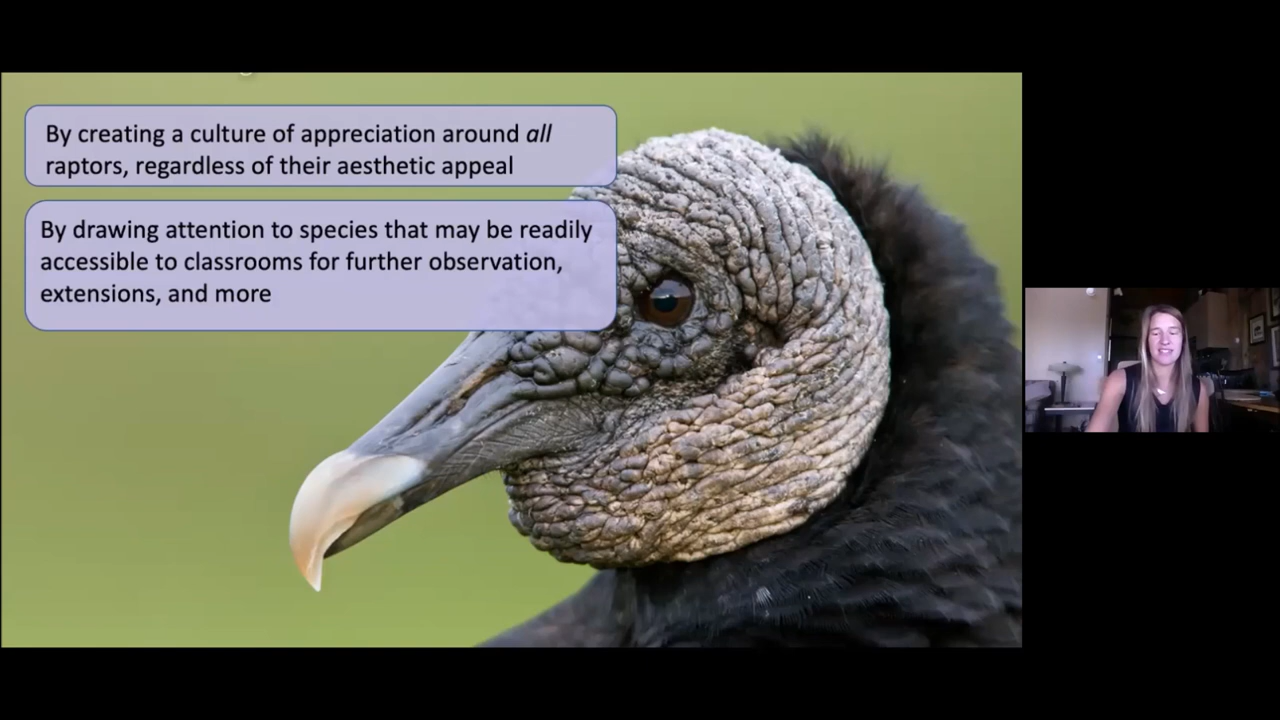 By creating a culture of appreciation around all
raptors, regardless of their aesthetic appeal
By drawing attention to species that may be readily
accessible to classrooms for further observation,
extensions, and more